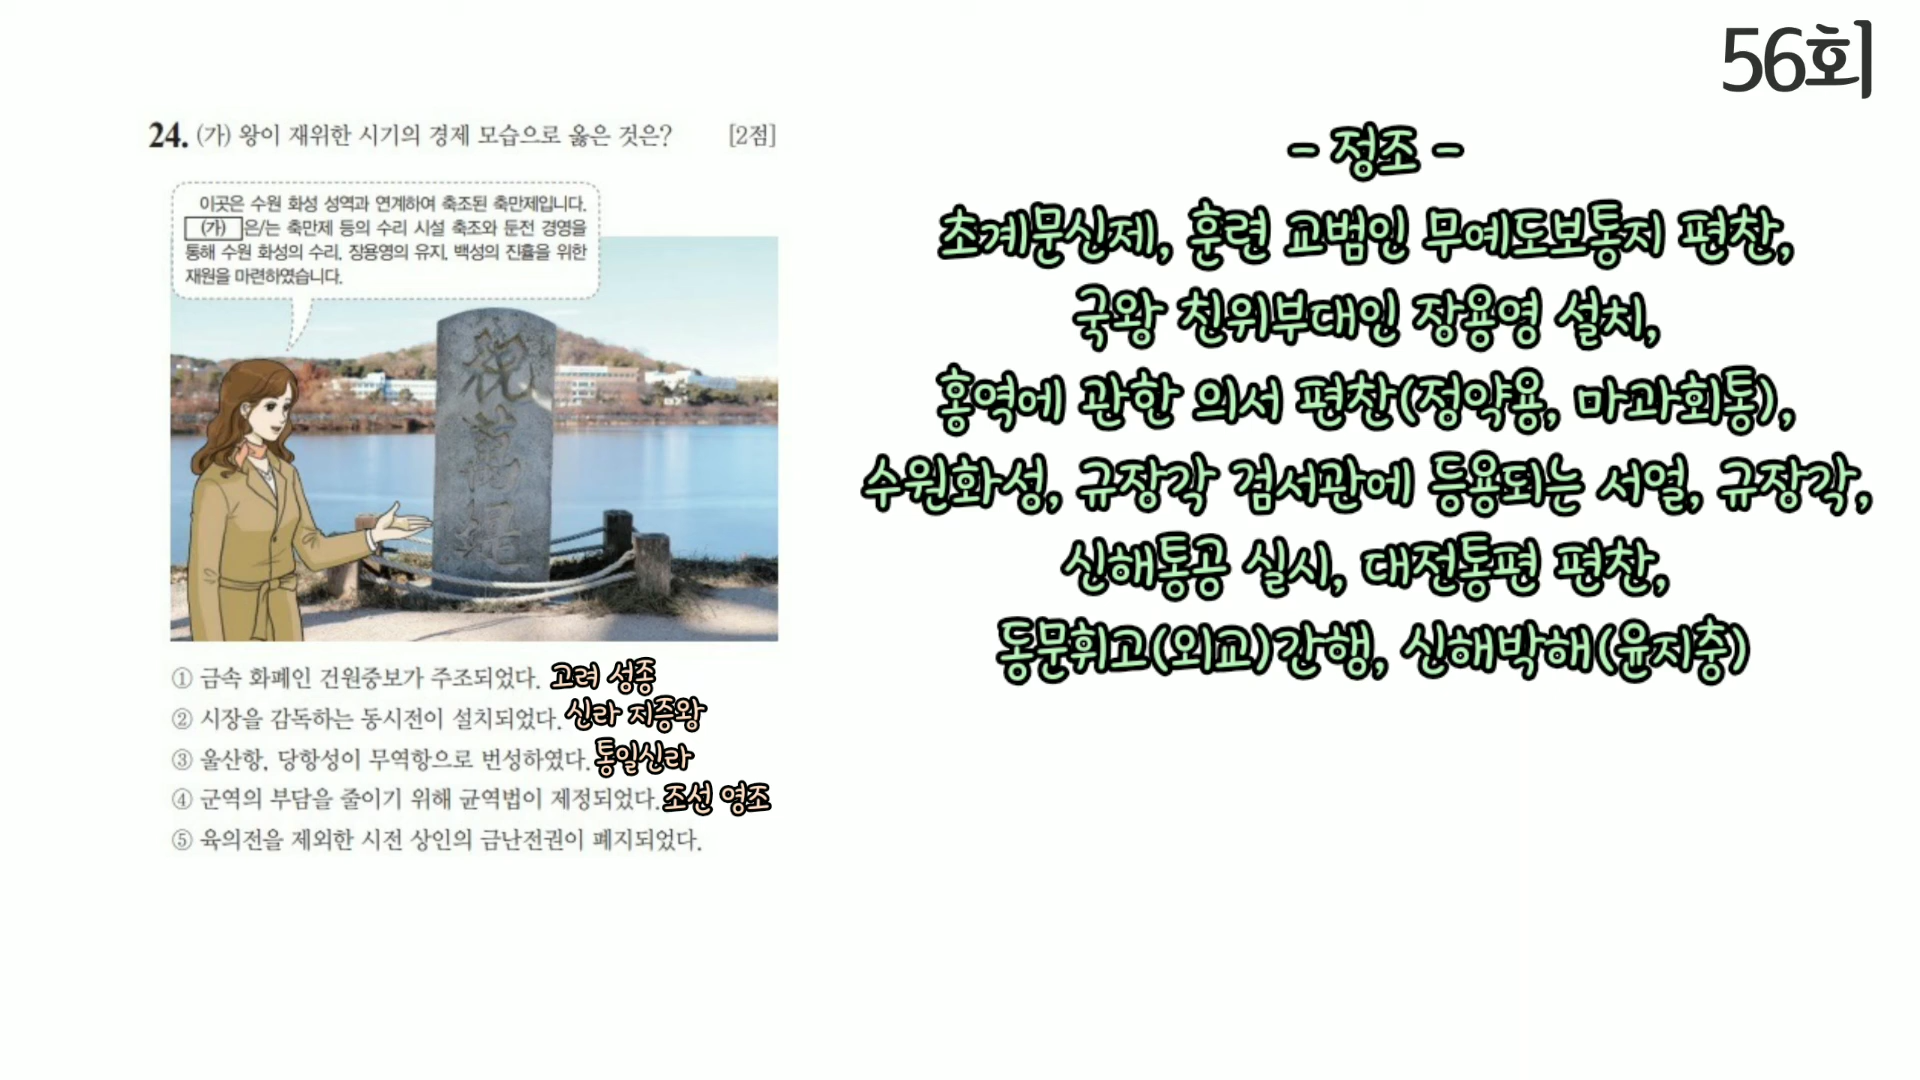 56회
24. (가) 왕이 재위한 시기의 경제 모습으로 옳은 것은? [2점]
이곳은 수원 화성 성역과 연계하여 축조된 축만제입니다.
(가) 은/는 축만제 등의 수리 시설 축조와 둔전 경영을
통해 수원 화성의 수리, 장용영의 유지, 백성의 진휼을 위한
재원을 마련하였습니다.
① 금속 화폐인 건원중보가 주조되었다. 고려 성종
② 시장을 감독하는 동시전이 설치되었다. 신라 지증왕
③ 울산항, 당항성이 무역항으로 번성하였다. 통일신라
④ 군역의 부담을 줄이기 위해 균역법이 제정되었다. 조선 영조
⑤ 육의전을 제외한 시전 상인의 금난전권이 폐지되었다.
- 정조 -
초계문신제, 훈련 교범인 무예도보통지 편찬,
국왕 친위부대인 장용영 설치,
홍역에 관한 의서 편찬(정약용, 마과회통),
수원화성, 규장각 검서관에 등용되는 서얼, 규장각,
신해통공 실시, 대전통편 편찬,
동문휘고(외교)간행, 신해박해(윤지충)